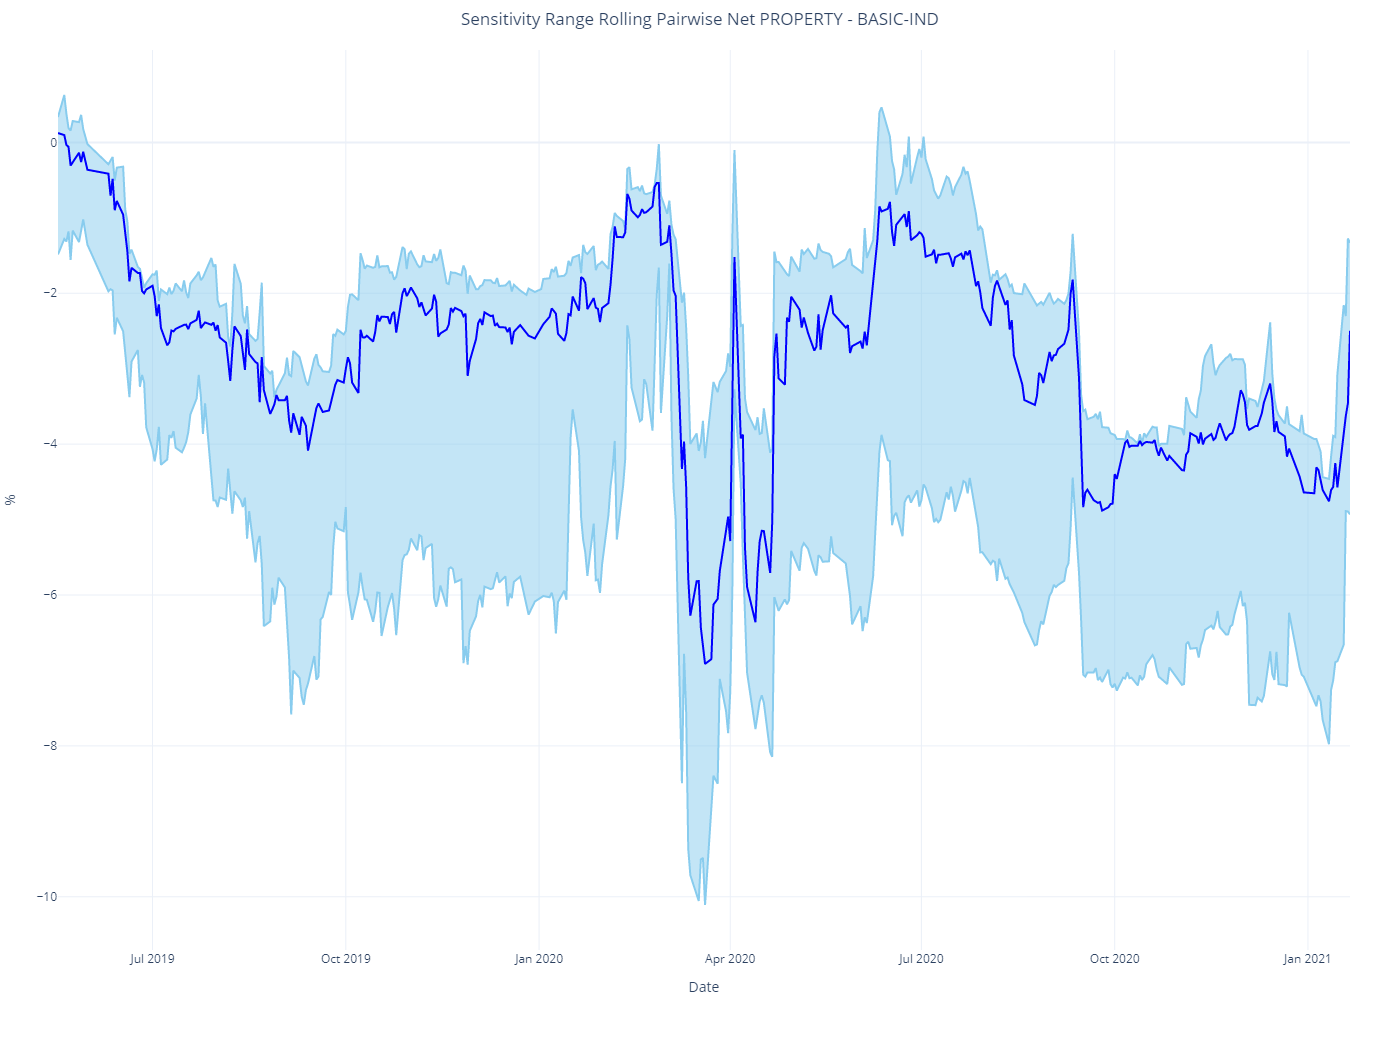 Sensitivity Range Rolling Pairwise Net PROPERTY - BASIC-IND
0
−2
−4
−6
−8
−10
%
Jul 2019
Oct 2019
Jan 2020
Apr 2020
Jul 2020
Oct 2020
Jan 2021
Date